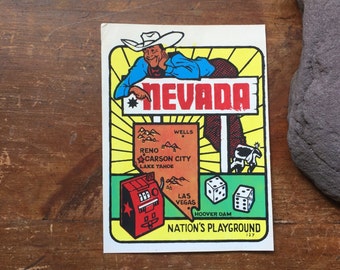 NEVADA
WELLS
RENO
CARSON CITY
LAKE TAHOE
LAS
VEGAS
HOOVER DAM
NATION'S PLAYGROUND